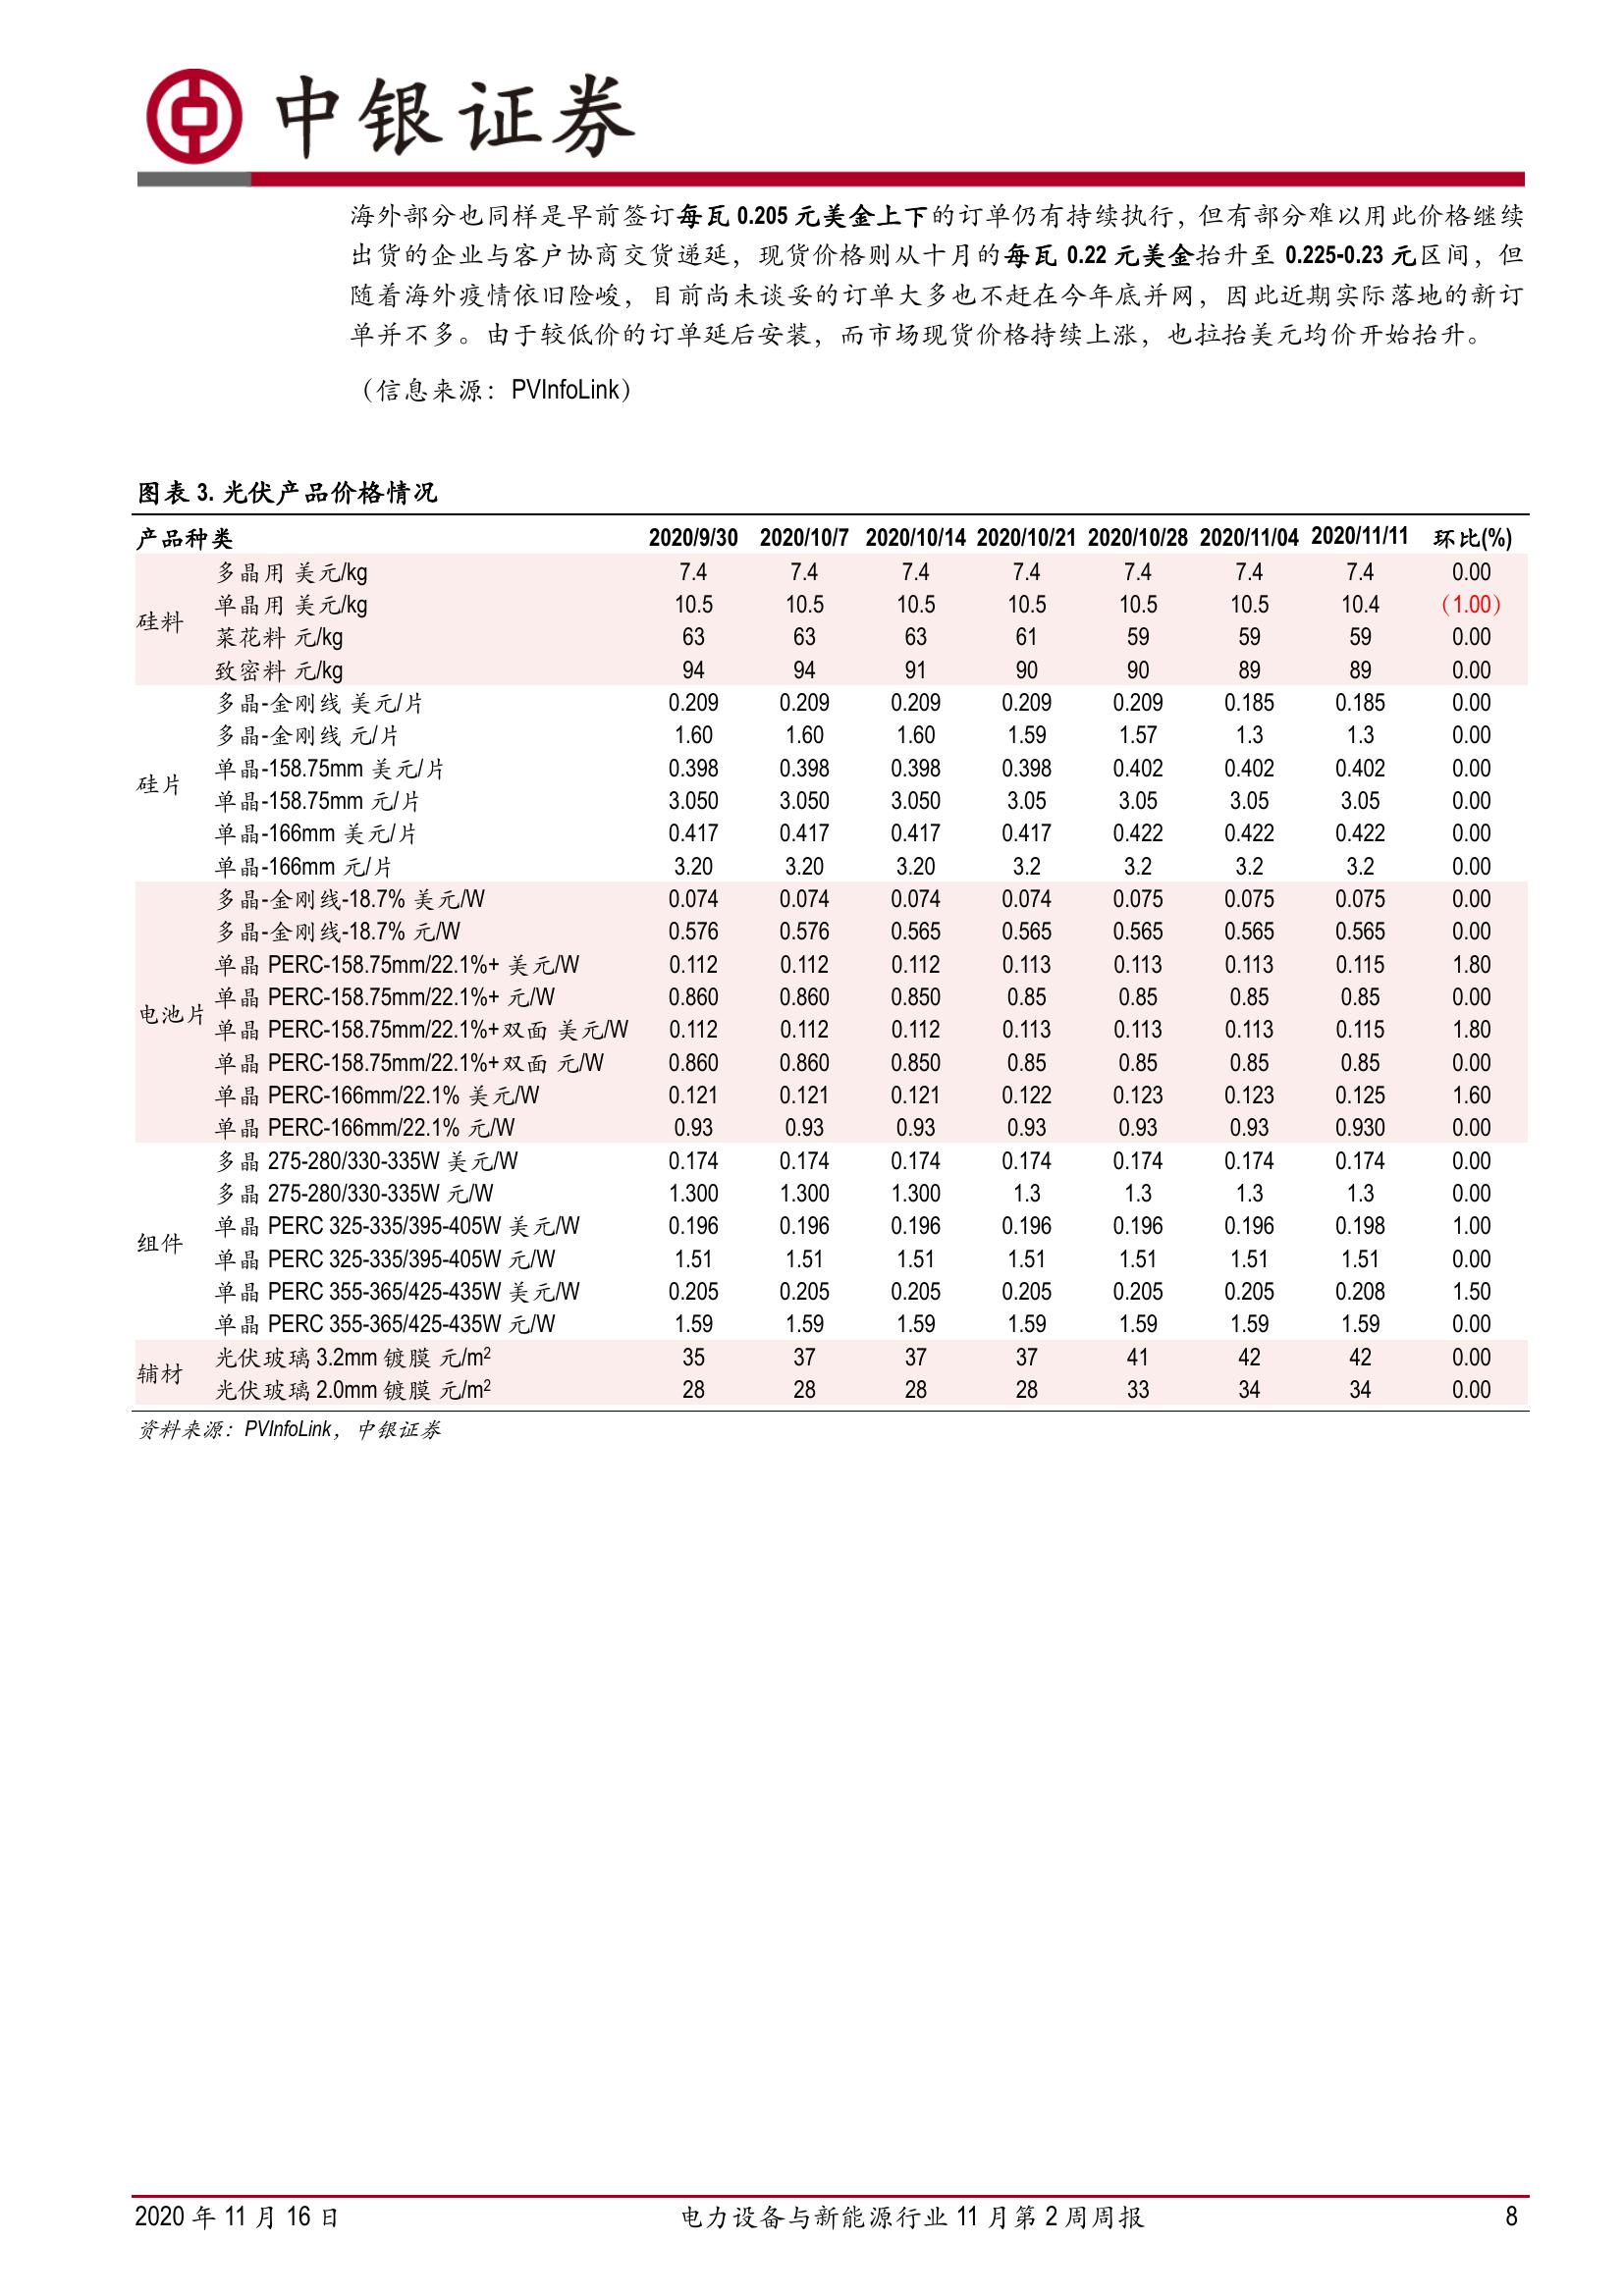 中银证券
海外部分也同样是早前签订每瓦 0.205 元美金上下的订单仍有持续执行，但有部分难以用此价格继续
出货的企业与客户协商交货递延，现货价格则从十月的每瓦 0.22 元美金抬升至 0.225-0.23 元区间，但
随着海外疫情依旧险峻，目前尚未谈妥的订单大多也不赶在今年底并网，因此近期实际落地的新订
单并不多。由于较低价的订单延后安装，而市场现货价格持续上涨，也拉抬美元均价开始抬升。
（信息来源：PVInfoLink）
图表 3. 光伏产品价格情况
产品种类 2020/9/30 2020/10/7 2020/10/14 2020/10/21 2020/10/28 2020/11/04 2020/11/11 环比(%)
硅料
多晶用 美元/kg 7.4 7.4 7.4 7.4 7.4 7.4 7.4 0.00
单晶用 美元/kg 10.5 10.5 10.5 10.5 10.5 10.5 10.4 （1.00）
菜花料 元/kg 63 63 63 61 59 59 59 0.00
致密料 元/kg 94 94 91 90 90 89 89 0.00
硅片
多晶-金刚线 美元/片 0.209 0.209 0.209 0.209 0.209 0.185 0.185 0.00
多晶-金刚线 元/片 1.60 1.60 1.60 1.59 1.57 1.3 1.3 0.00
单晶-158.75mm 美元/片 0.398 0.398 0.398 0.398 0.402 0.402 0.402 0.00
单晶-158.75mm 元/片 3.050 3.050 3.050 3.05 3.05 3.05 3.05 0.00
单晶-166mm 美元/片 0.417 0.417 0.417 0.417 0.422 0.422 0.422 0.00
单晶-166mm 元/片 3.20 3.20 3.20 3.2 3.2 3.2 3.2 0.00
电池片
多晶-金刚线-18.7% 美元/W 0.074 0.074 0.074 0.074 0.075 0.075 0.075 0.00
多晶-金刚线-18.7% 元/W 0.576 0.576 0.565 0.565 0.565 0.565 0.565 0.00
单晶 PERC-158.75mm/22.1%+ 美元/W 0.112 0.112 0.112 0.113 0.113 0.113 0.115 1.80
单晶 PERC-158.75mm/22.1%+ 元/W 0.860 0.860 0.850 0.85 0.85 0.85 0.85 0.00
单晶 PERC-158.75mm/22.1%+双面 美元/W 0.112 0.112 0.112 0.113 0.113 0.113 0.115 1.80
单晶 PERC-158.75mm/22.1%+双面 元/W 0.860 0.860 0.850 0.85 0.85 0.85 0.85 0.00
单晶 PERC-166mm/22.1% 美元/W 0.121 0.121 0.121 0.122 0.123 0.123 0.125 1.60
单晶 PERC-166mm/22.1% 元/W 0.93 0.93 0.93 0.93 0.93 0.93 0.930 0.00
组件
多晶 275-280/330-335W 美元/W 0.174 0.174 0.174 0.174 0.174 0.174 0.174 0.00
多晶 275-280/330-335W 元/W 1.300 1.300 1.300 1.3 1.3 1.3 1.3 0.00
单晶 PERC 325-335/395-405W 美元/W 0.196 0.196 0.196 0.196 0.196 0.196 0.198 1.00
单晶 PERC 325-335/395-405W 元/W 1.51 1.51 1.51 1.51 1.51 1.51 1.51 0.00
单晶 PERC 355-365/425-435W 美元/W 0.205 0.205 0.205 0.205 0.205 0.205 0.208 1.50
单晶 PERC 355-365/425-435W 元/W 1.59 1.59 1.59 1.59 1.59 1.59 1.59 0.00
辅材
光伏玻璃 3.2mm 镀膜 元/m² 35 37 37 37 41 42 42 0.00
光伏玻璃 2.0mm 镀膜 元/m² 28 28 28 28 33 34 34 0.00
资料来源：PVInfoLink，中银证券
2020 年 11 月 16 日 电力设备与新能源行业 11 月第 2 周周报 8